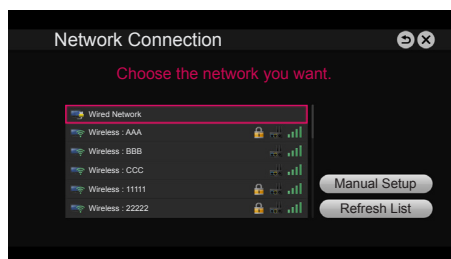 Network Connection
Choose the network you want.
Wired Network
Wireless : AAA
Wireless : BBB
Wireless : CCC
Wireless : 11111
Wireless : 22222
Manual Setup
Refresh List